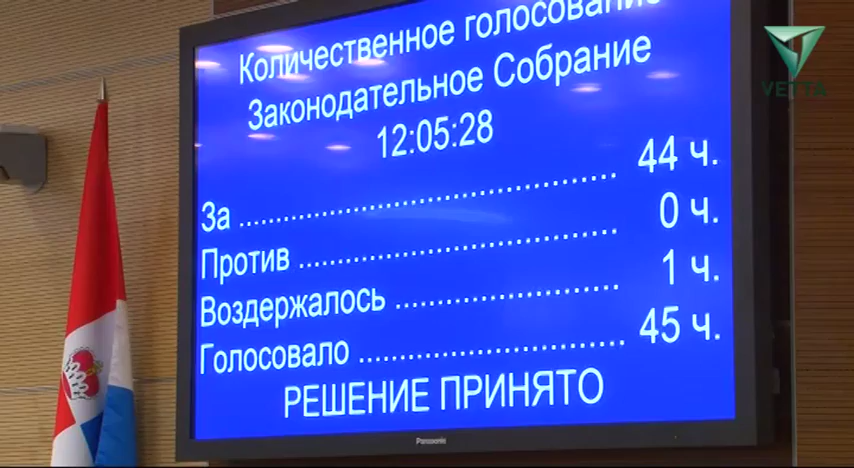 Количественное голосование
Законодательное Собрание
12:05:28
За ................................................ 44 ч.
Против ........................................ 0 ч.
Воздержалось ............................ 1 ч.
Голосовало ................................. 45 ч.
РЕШЕНИЕ ПРИНЯТО
Panasonic
VETTA